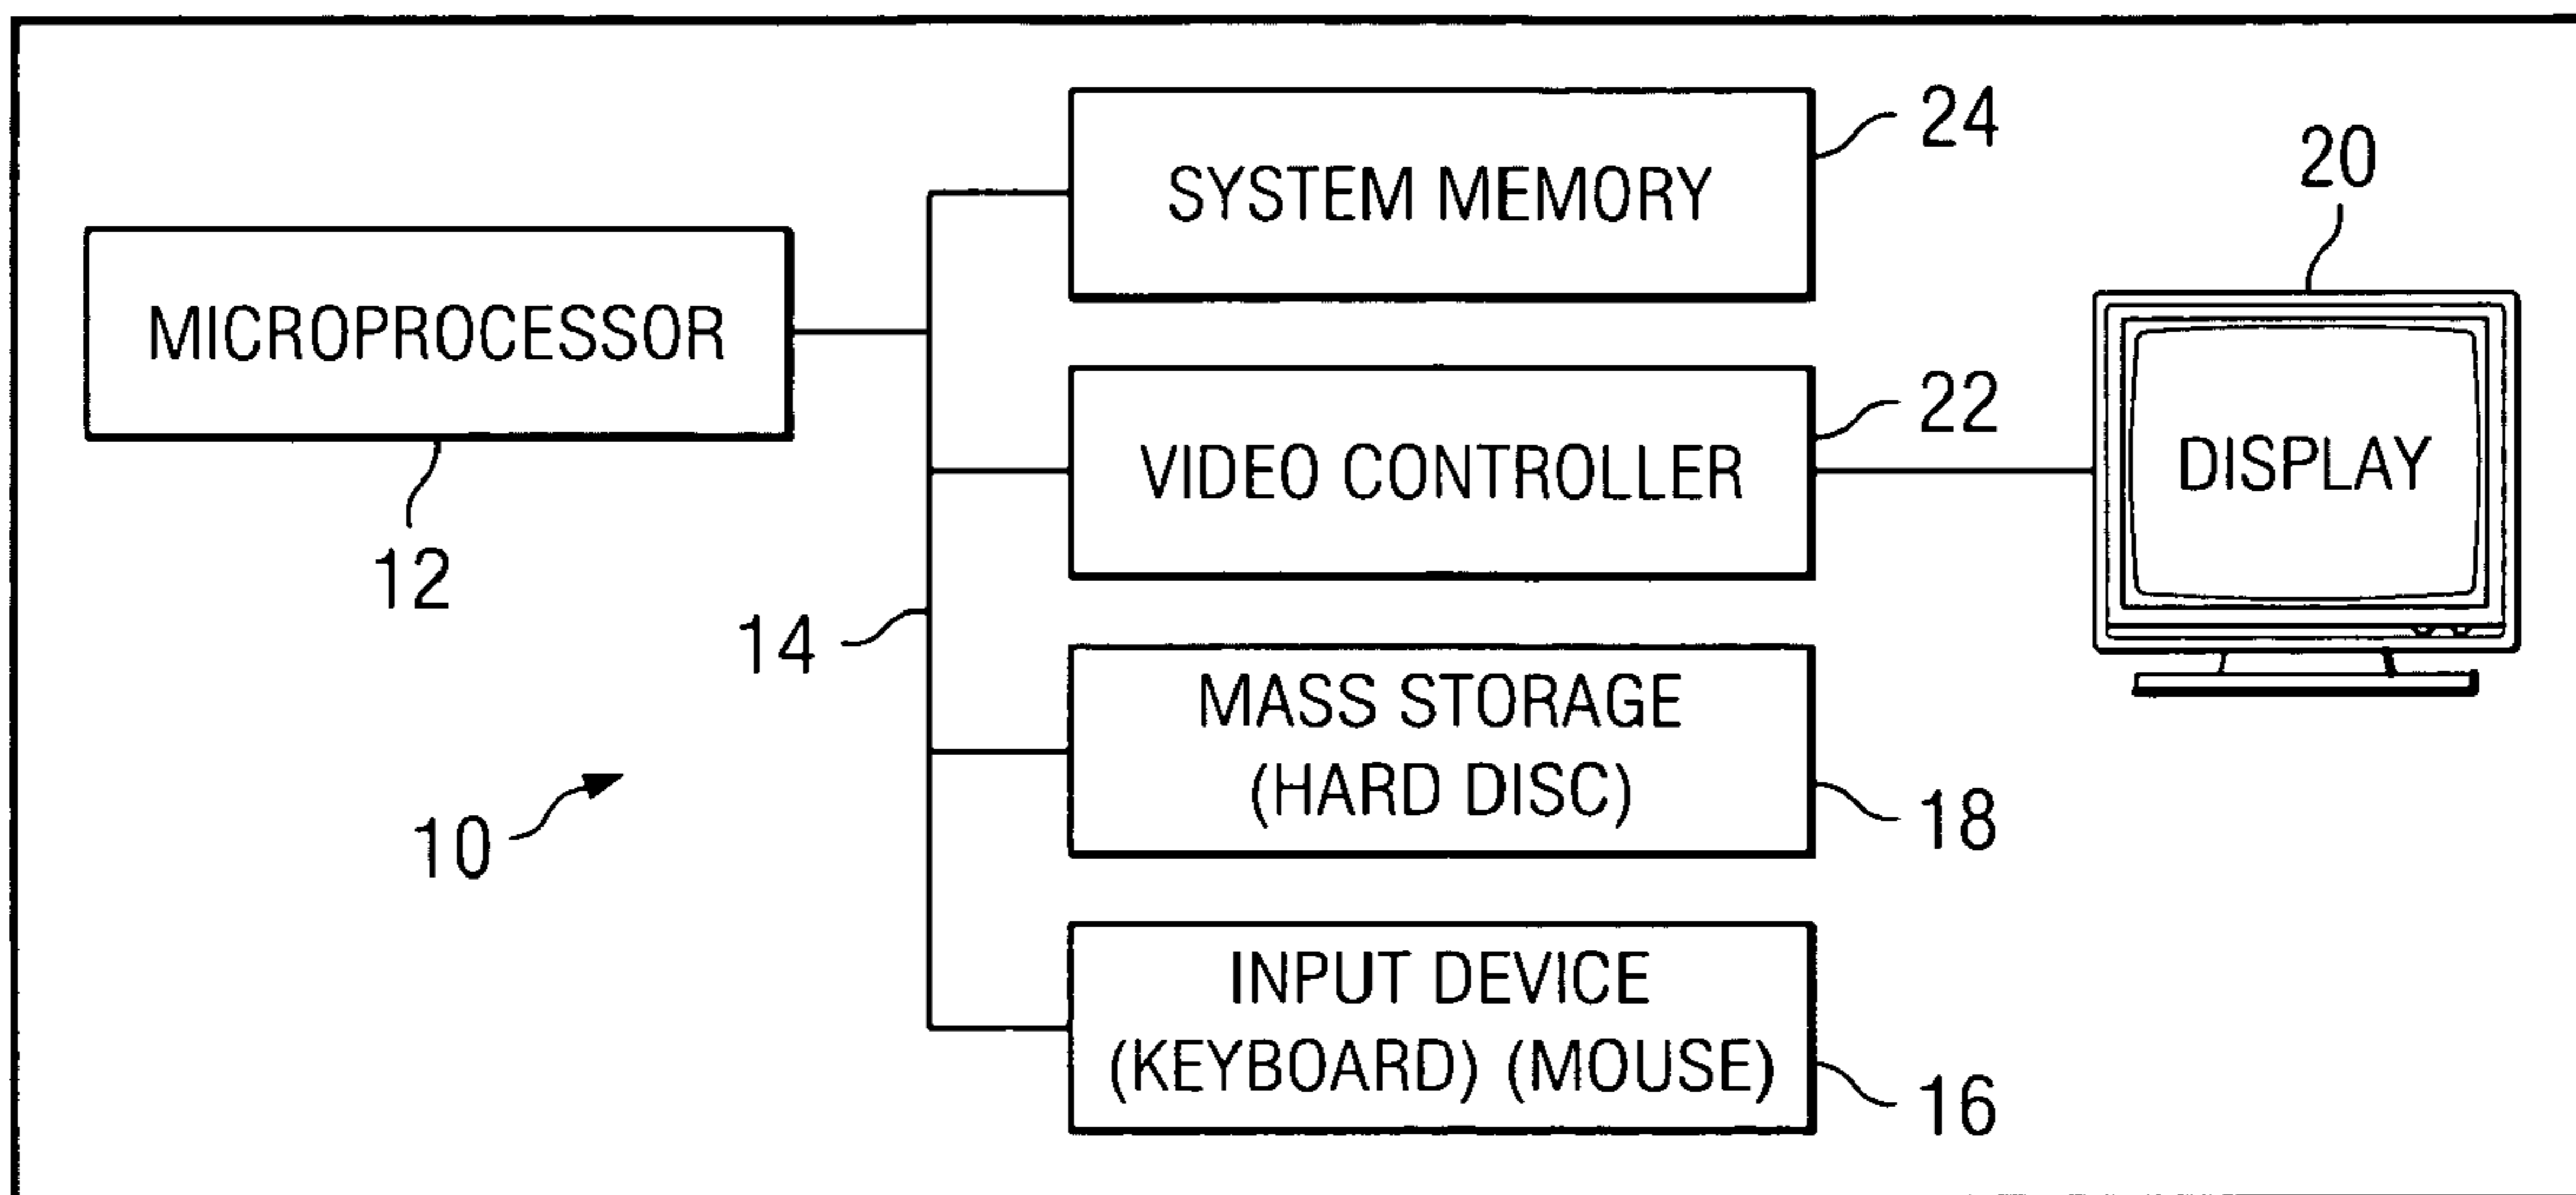 SYSTEM MEMORY
24
20
MICROPROCESSOR
12
VIDEO CONTROLLER
22
DISPLAY
14
MASS STORAGE
(HARD DISC)
18
10
INPUT DEVICE
(KEYBOARD) (MOUSE)
16